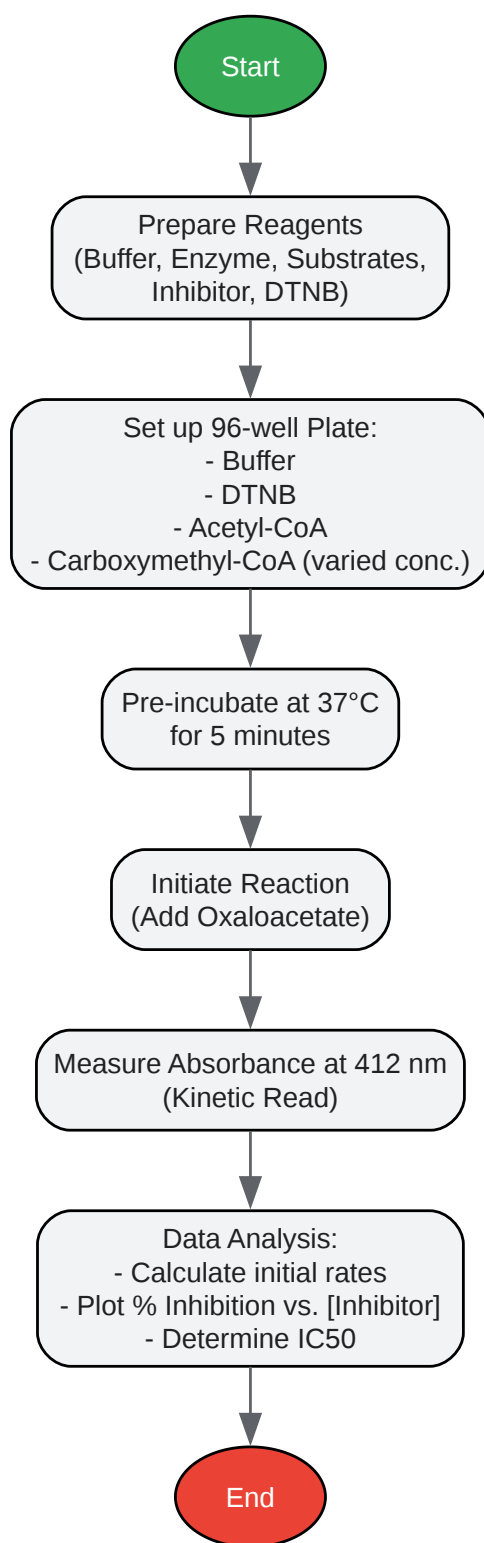 Start
Prepare Reagents
(Buffer, Enzyme, Substrates,
Inhibitor, DTNB)
Set up 96-well Plate:
- Buffer
- DTNB
- Acetyl-CoA
- Carboxymethyl-CoA (varied conc.)
Pre-incubate at 37°C
for 5 minutes
Initiate Reaction
(Add Oxaloacetate)
Measure Absorbance at 412 nm
(Kinetic Read)
Data Analysis:
- Calculate initial rates
- Plot % Inhibition vs. [Inhibitor]
- Determine IC50
End